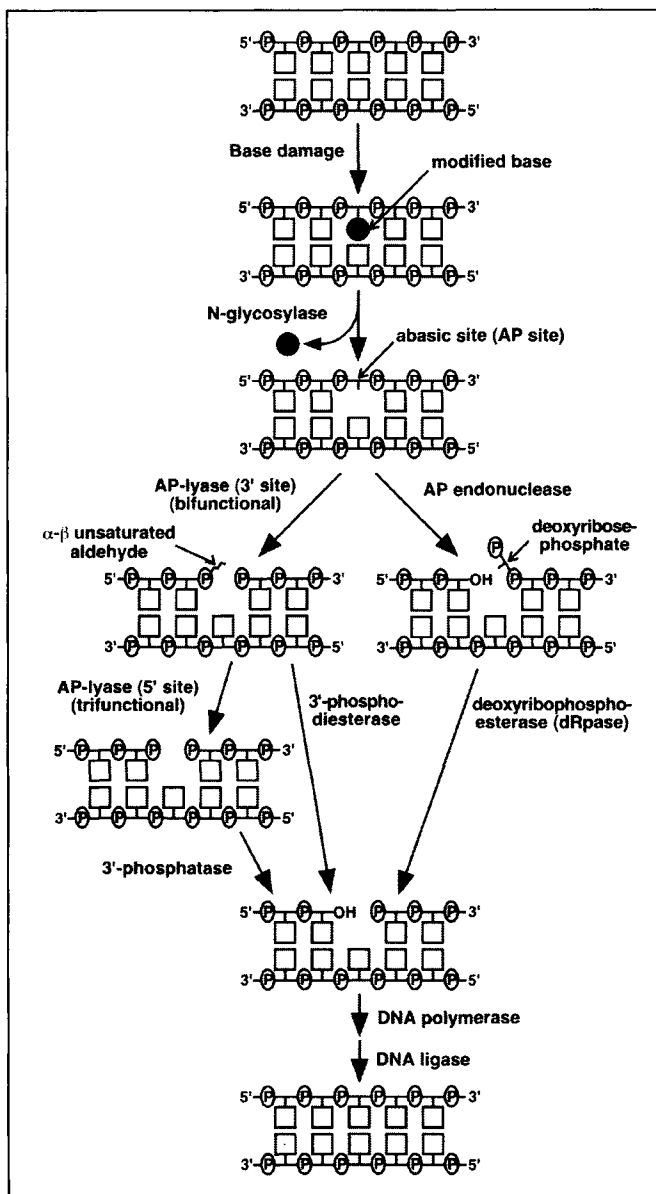 5'-P P P P P P-3'
3'-P P P P P P-5'
Base damage
modified base
5'-P P P P P P-3'
3'-P P P P P P-5'
N-glycosylase
abasic site (AP site)
5'-P P P P P P-3'
3'-P P P P P P-5'
AP-lyase (3' site)
(bifunctional)
AP endonuclease
α-β unsaturated
aldehyde
P
deoxyribose-
phosphate
5'-P P P P P P-3'
3'-P P P P P P-5'
5'-P P OH P P P-3'
3'-P P P P P P-5'
AP-lyase (5' site)
(trifunctional)
3'-phospho-
diesterase
deoxyribophospho-
esterase (dRpase)
5'-P P P P P P-3'
3'-P P P P P P-5'
3'-phosphatase
5'-P P OH P P P-3'
3'-P P P P P P-5'
DNA polymerase
DNA ligase
5'-P P P P P P-3'
3'-P P P P P P-5'